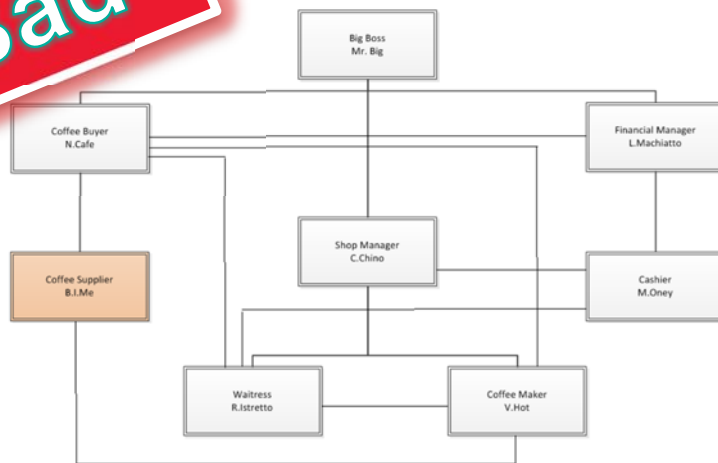 Big Boss
Mr. Big
Coffee Buyer
N.Cafe
Financial Manager
L.Machiatto
Shop Manager
C.Chino
Coffee Supplier
B.I.Me
Cashier
M.Oney
Waitress
R.Istretto
Coffee Maker
V.Hot